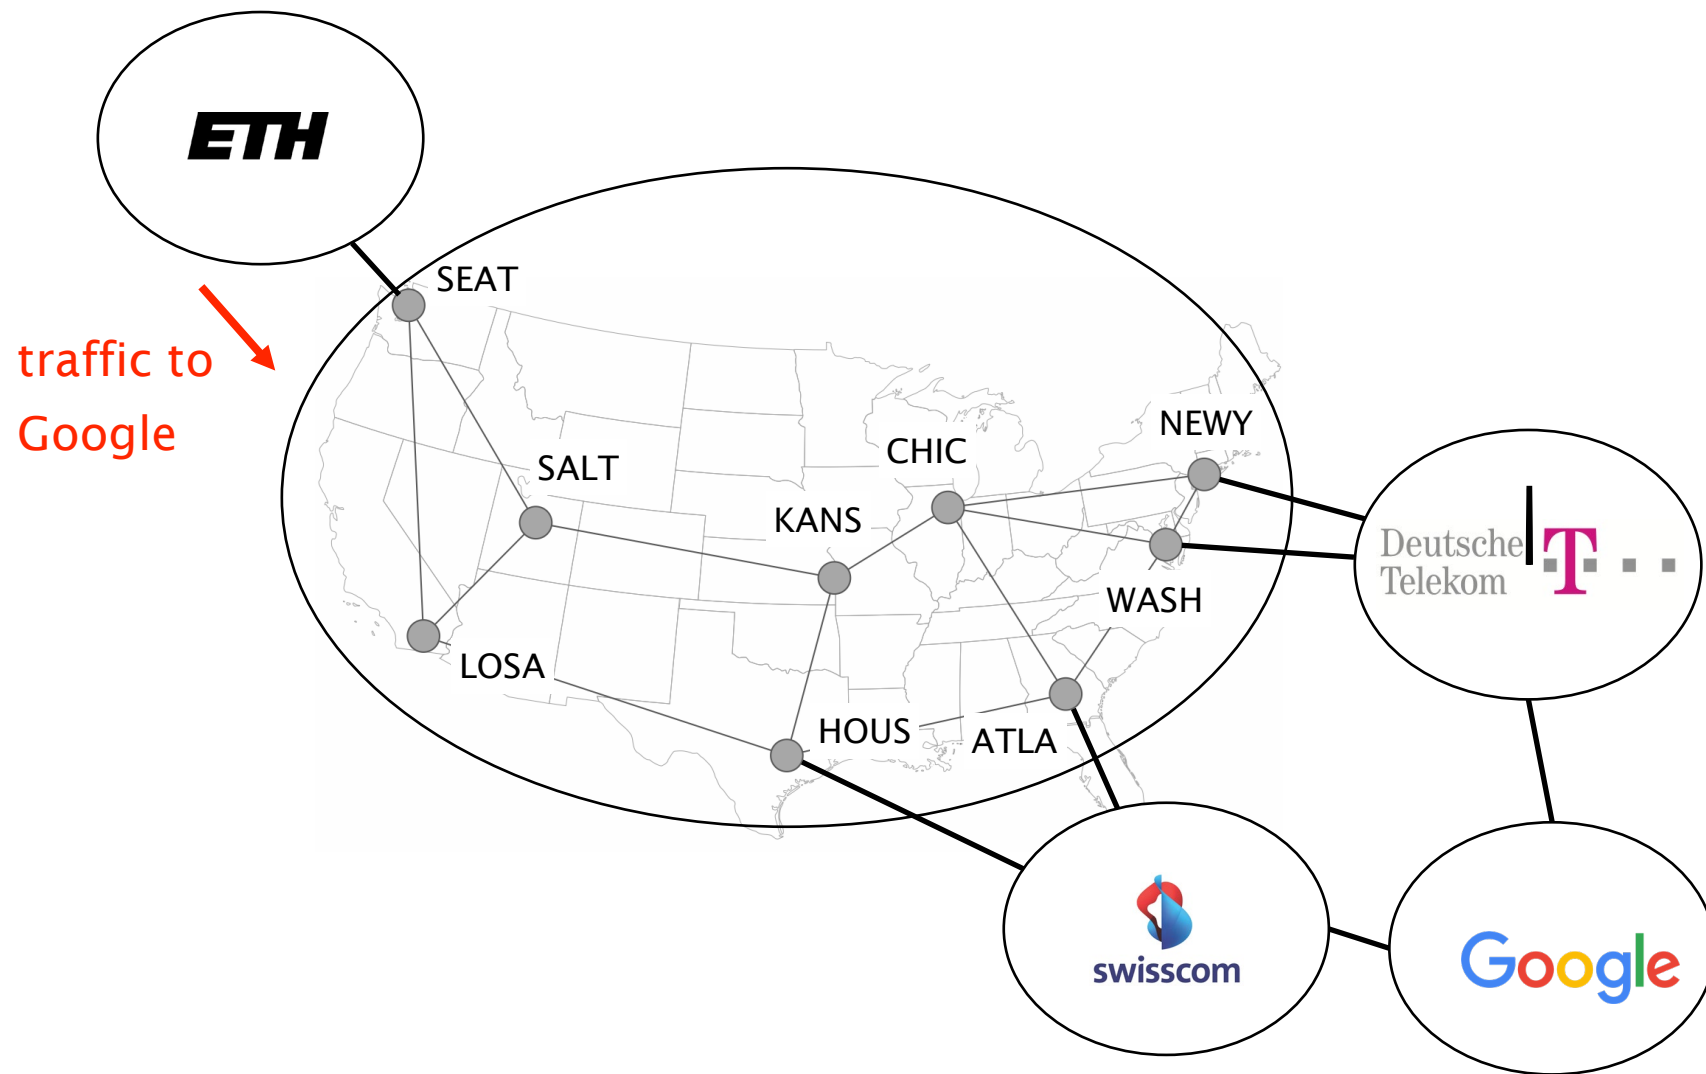 ETH
SEAT
traffic to
Google
NEWY
CHIC
SALT
KANS
Deutsche
Telekom
T
WASH
LOSA
HOUS
ATLA
swisscom
Google